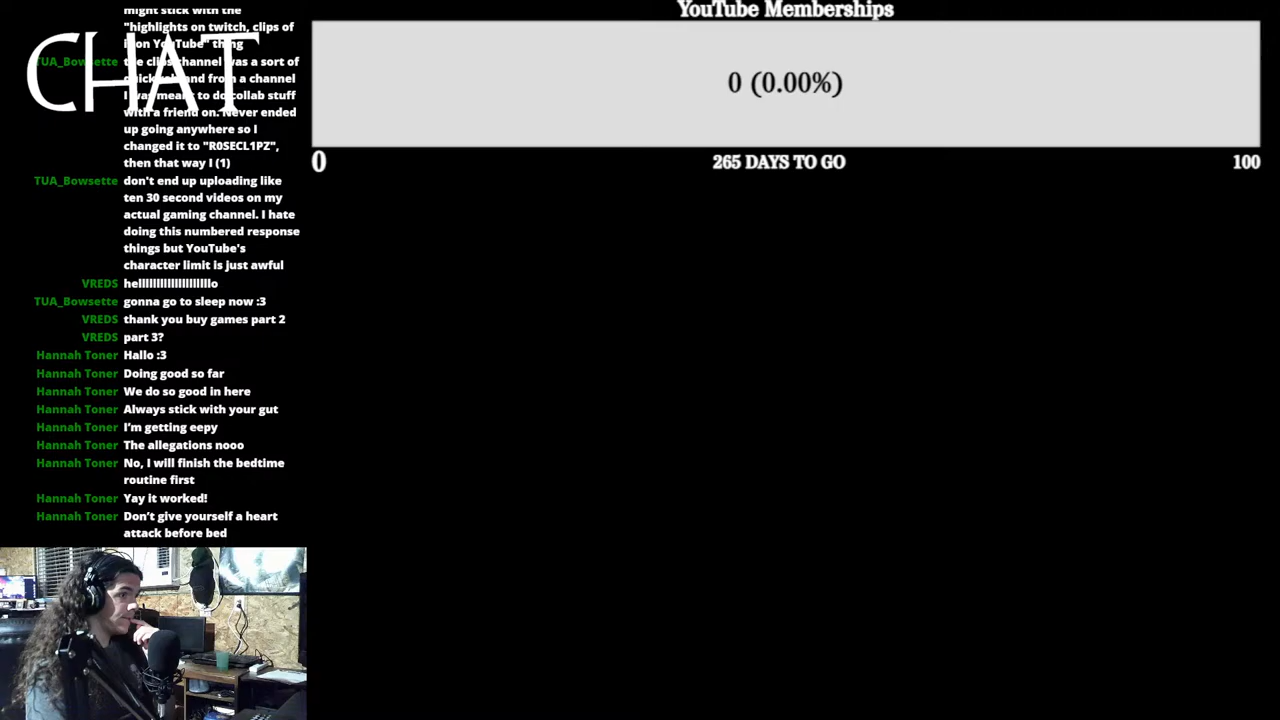 might stick with the
"highlights on twitch, clips of
on YouTube" thing
CHAT
TUA_Bowsette the clips channel was a sort of
and from a channel
I was meant to do collab stuff
with a friend on. Never ended
up going anywhere so I
changed it to "R0SECL1PZ",
then that way I (1)
TUA_Bowsette don't end up uploading like
ten 30 second videos on my
actual gaming channel. I hate
doing this numbered response
things but YouTube's
character limit is just awful
VREDS hellllllllllllllllllllo
TUA_Bowsette gonna go to sleep now :3
VREDS thank you buy games part 2
VREDS part 3?
Hannah Toner Hallo :3
Hannah Toner Doing good so far
Hannah Toner We do so good in here
Hannah Toner Always stick with your gut
Hannah Toner I'm getting eepy
Hannah Toner The allegations nooo
Hannah Toner No, I will finish the bedtime
routine first
Hannah Toner Yay it worked!
Hannah Toner Don't give yourself a heart
attack before bed
YouTube Memberships
0 (0.00%)
0 265 DAYS TO GO 100